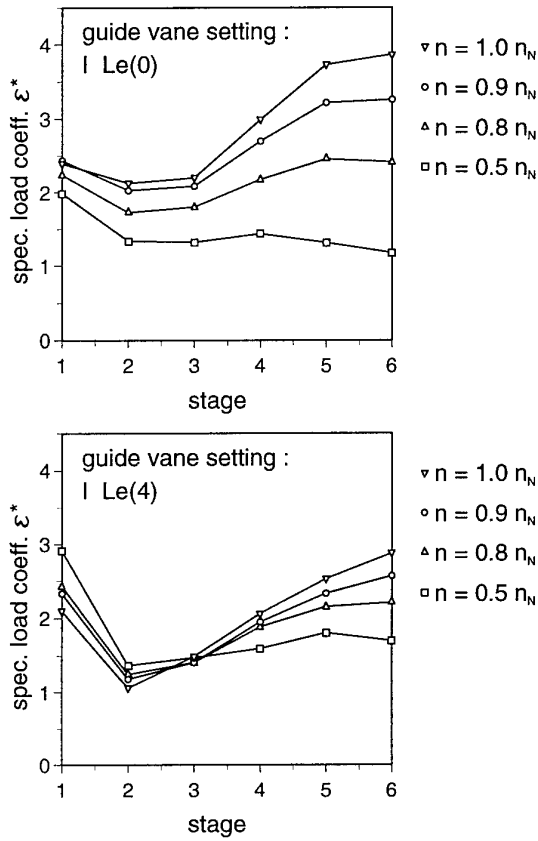 guide vane setting :
I Le(0)
spec. load coeff. ε*
4
3
2
1
0
1 2 3 4 5 6
stage
▿ n = 1.0 n_N
○ n = 0.9 n_N
▵ n = 0.8 n_N
□ n = 0.5 n_N
guide vane setting :
I Le(4)
spec. load coeff. ε*
4
3
2
1
0
1 2 3 4 5 6
stage
▿ n = 1.0 n_N
○ n = 0.9 n_N
▵ n = 0.8 n_N
□ n = 0.5 n_N